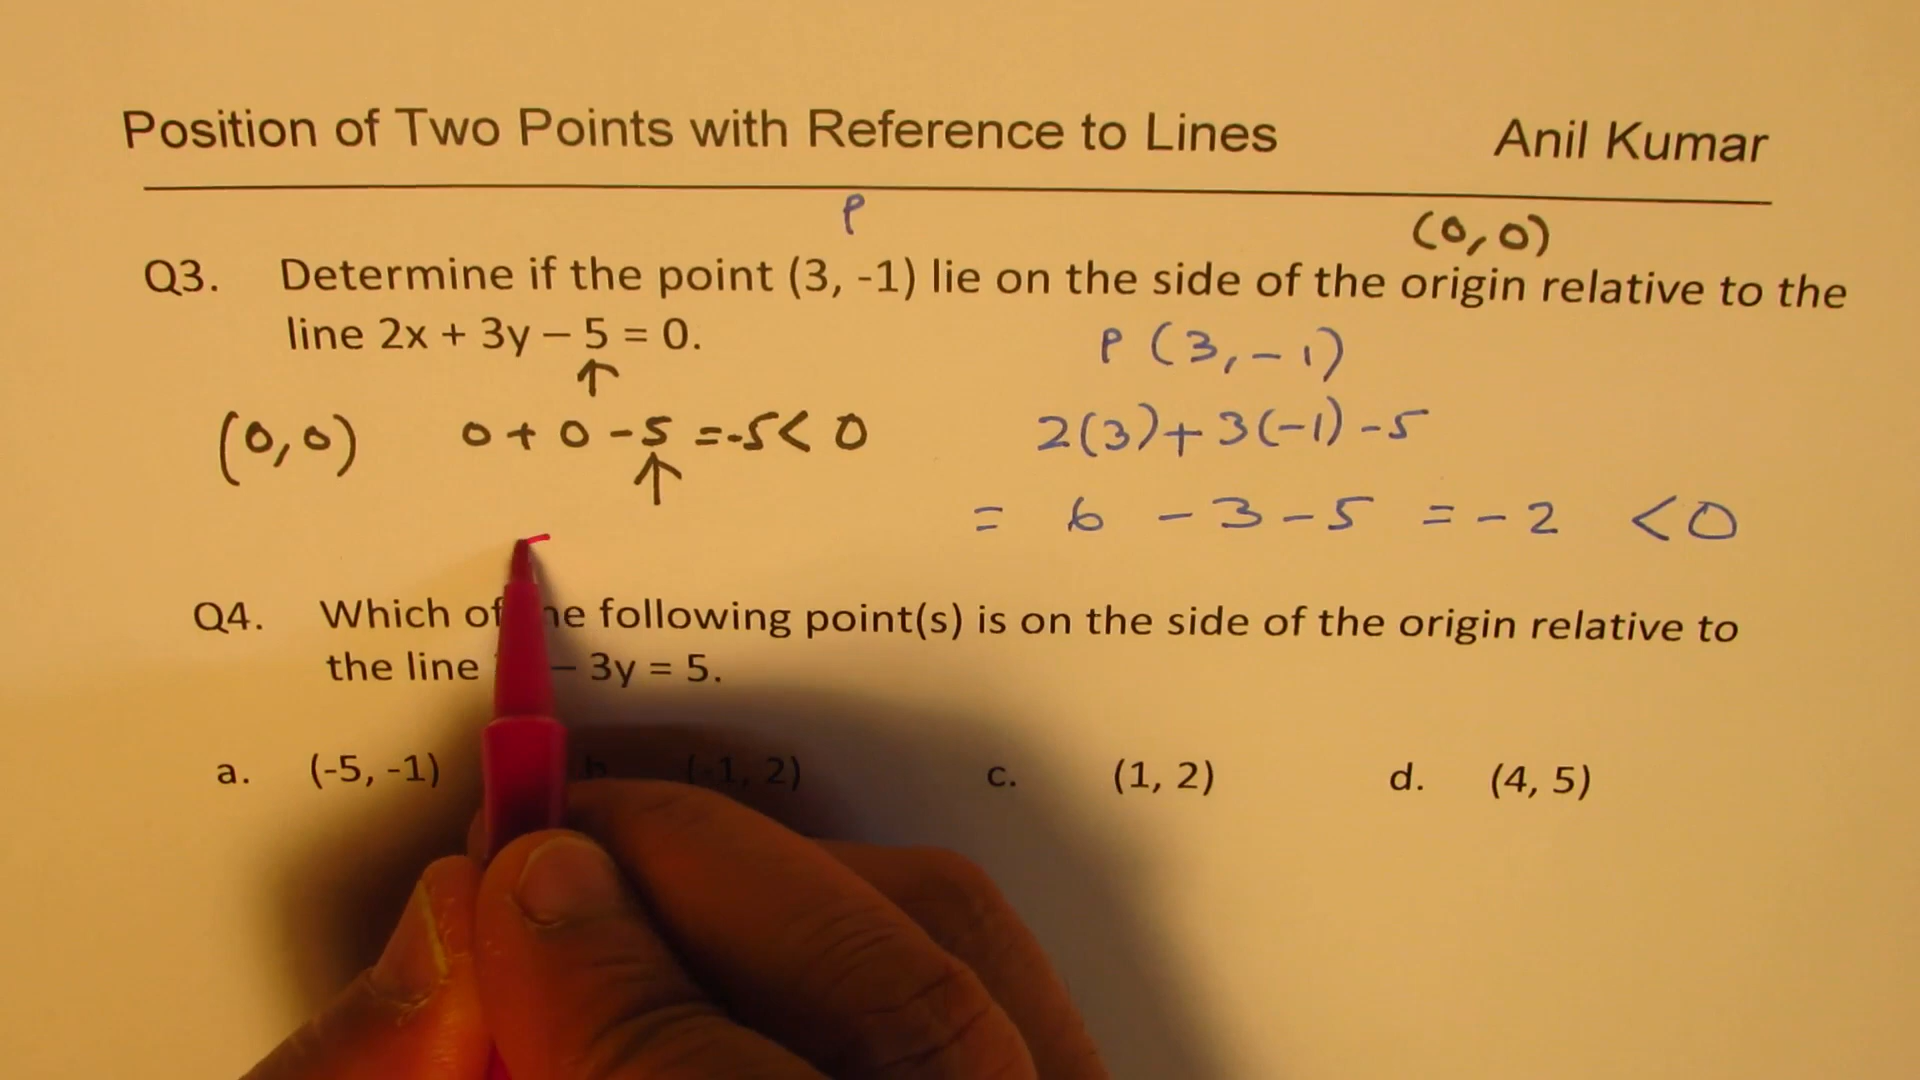 Position of Two Points with Reference to Lines Anil Kumar
P (0,0)
Q3. Determine if the point (3, -1) lie on the side of the origin relative to the
line 2x + 3y – 5 = 0. P (3, -1)
↑
(0,0) 0 + 0 - 5 = -5 < 0 2(3) + 3(-1) - 5
↑
= 6 - 3 - 5 = - 2 < 0
Q4. Which of following point(s) is on the side of the origin relative to
the line – 3y = 5.
a. (-5, -1) b. (-1, 2) c. (1, 2) d. (4, 5)